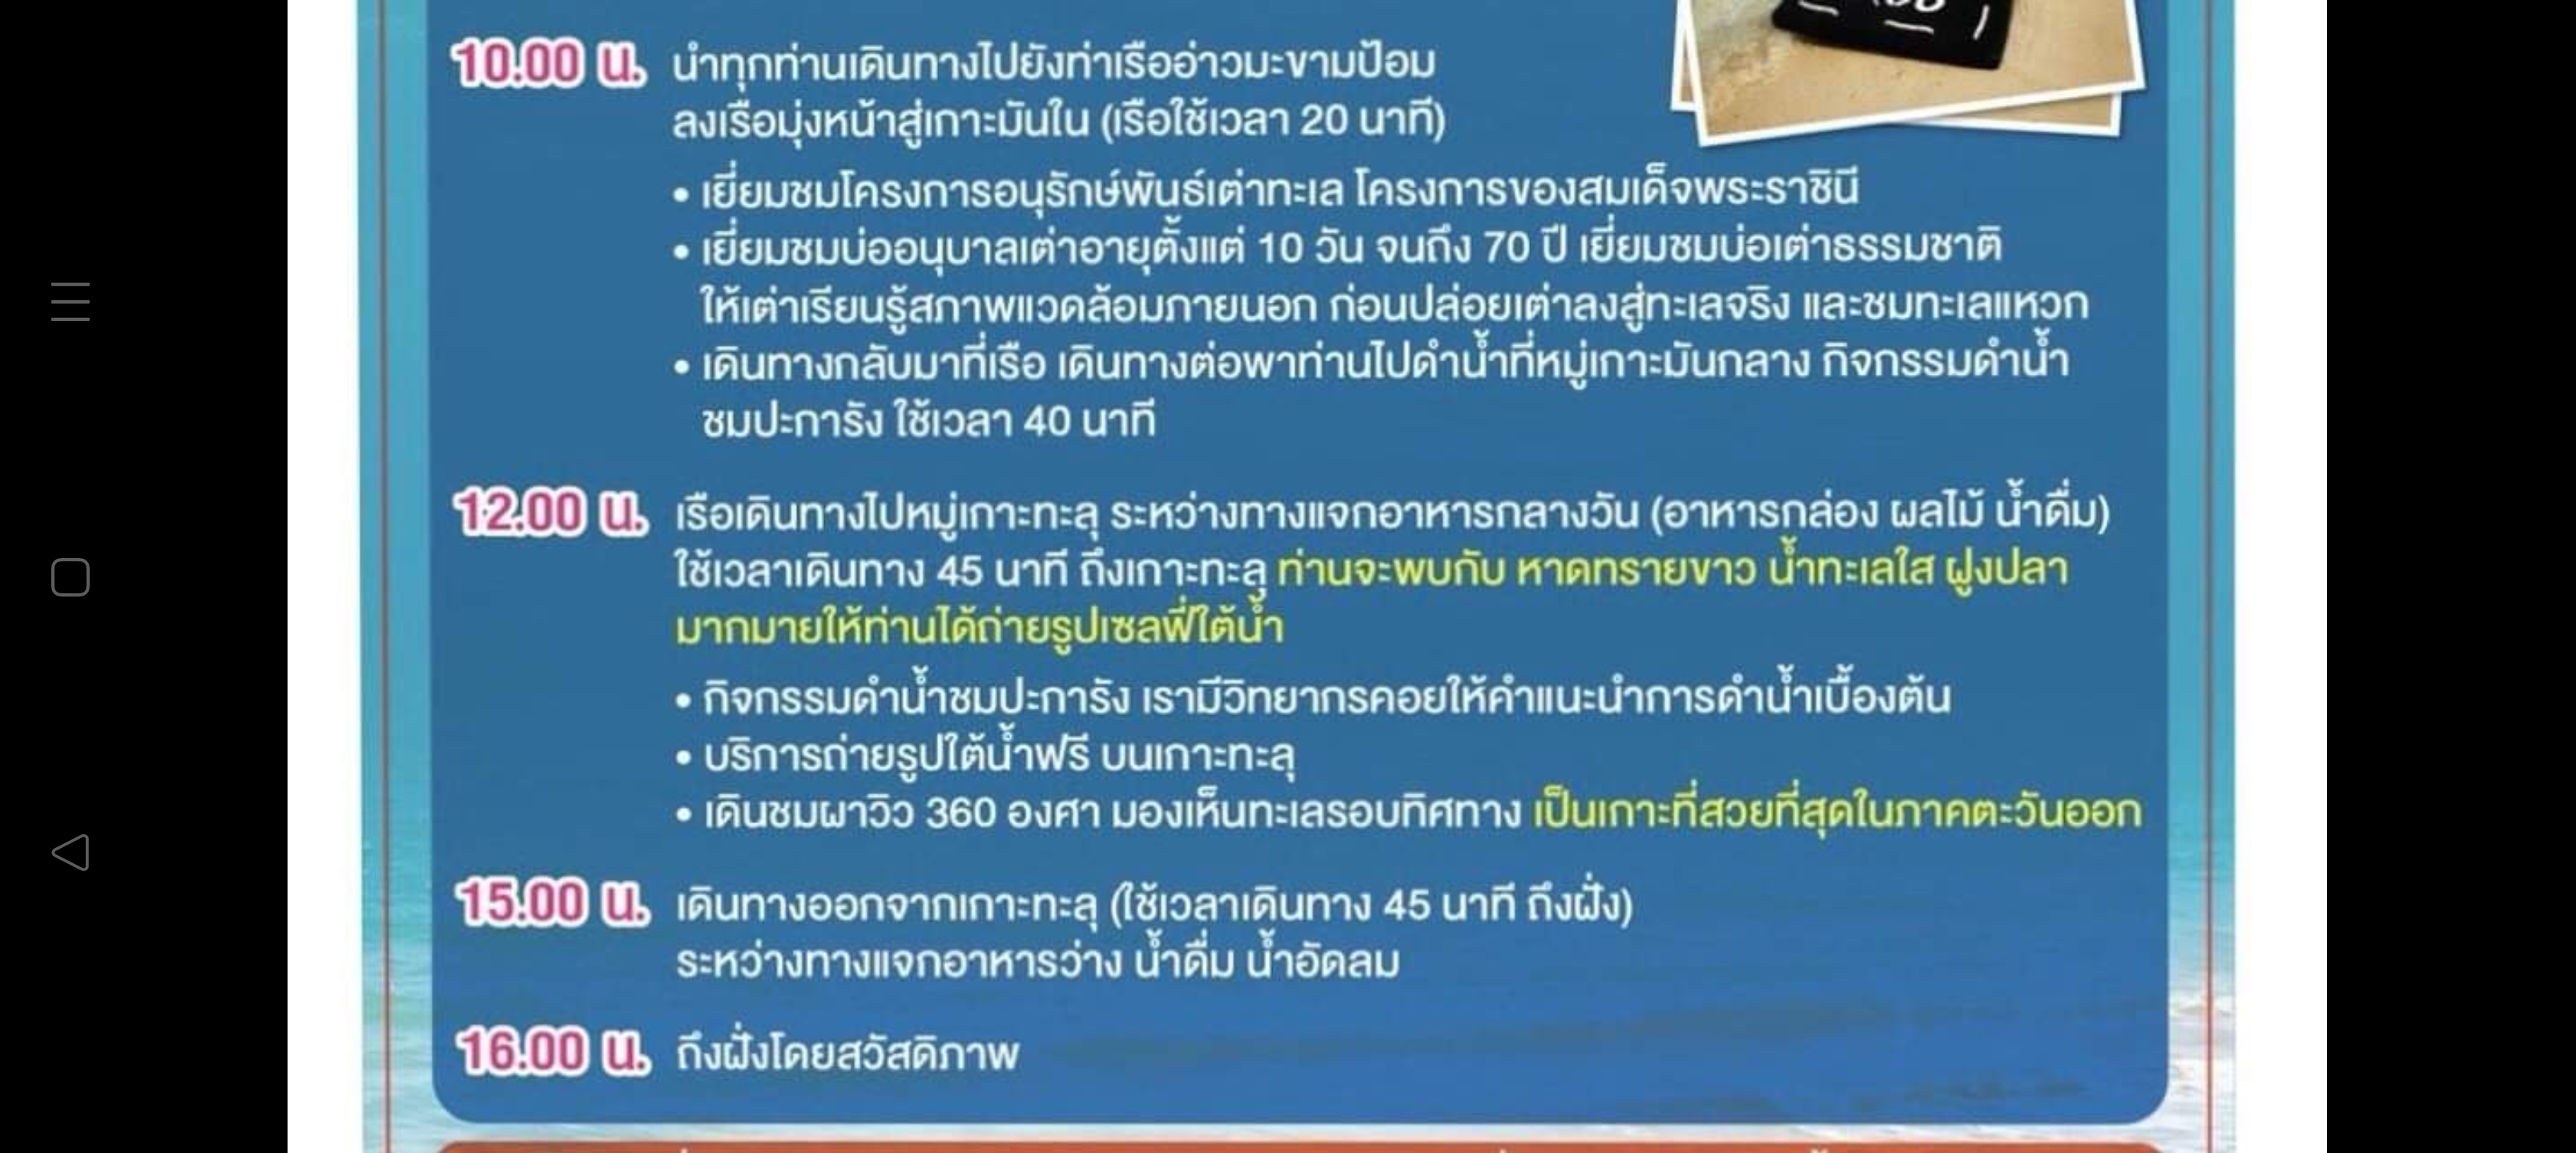 10.00 น. นำทุกท่านเดินทางไปยังท่าเรืออ่าวมะขามป้อม
ลงเรือมุ่งหน้าสู่เกาะมันใน (เรือใช้เวลา 20 นาที)
• เยี่ยมชมโครงการอนุรักษ์พันธ์เต่าทะเล โครงการของสมเด็จพระราชินี
• เยี่ยมชมบ่ออนุบาลเต่าอายุตั้งแต่ 10 วัน จนถึง 70 ปี เยี่ยมชมบ่อเต่าธรรมชาติ
ให้เต่าเรียนรู้สภาพแวดล้อมภายนอก ก่อนปล่อยเต่าลงสู่ทะเลจริง และชมทะเลแหวก
• เดินทางกลับมาที่เรือ เดินทางต่อพาท่านไปดำน้ำที่หมู่เกาะมันกลาง กิจกรรมดำน้ำ
ชมปะการัง ใช้เวลา 40 นาที
12.00 น. เรือเดินทางไปหมู่เกาะทะลุ ระหว่างทางแจกอาหารกลางวัน (อาหารกล่อง ผลไม้ น้ำดื่ม)
ใช้เวลาเดินทาง 45 นาที ถึงเกาะทะลุ ท่านจะพบกับ หาดทรายขาว น้ำทะเลใส ฝูงปลา
มากมายให้ท่านได้ถ่ายรูปเซลฟี่ใต้น้ำ
• กิจกรรมดำน้ำชมปะการัง เรามีวิทยากรคอยให้คำแนะนำการดำน้ำเบื้องต้น
• บริการถ่ายรูปใต้น้ำฟรี บนเกาะทะลุ
• เดินชมผาวิว 360 องศา มองเห็นทะเลรอบทิศทาง เป็นเกาะที่สวยที่สุดในภาคตะวันออก
15.00 น. เดินทางออกจากเกาะทะลุ (ใช้เวลาเดินทาง 45 นาที ถึงฝั่ง)
ระหว่างทางแจกอาหารว่าง น้ำดื่ม น้ำอัดลม
16.00 น. ถึงฝั่งโดยสวัสดิภาพ